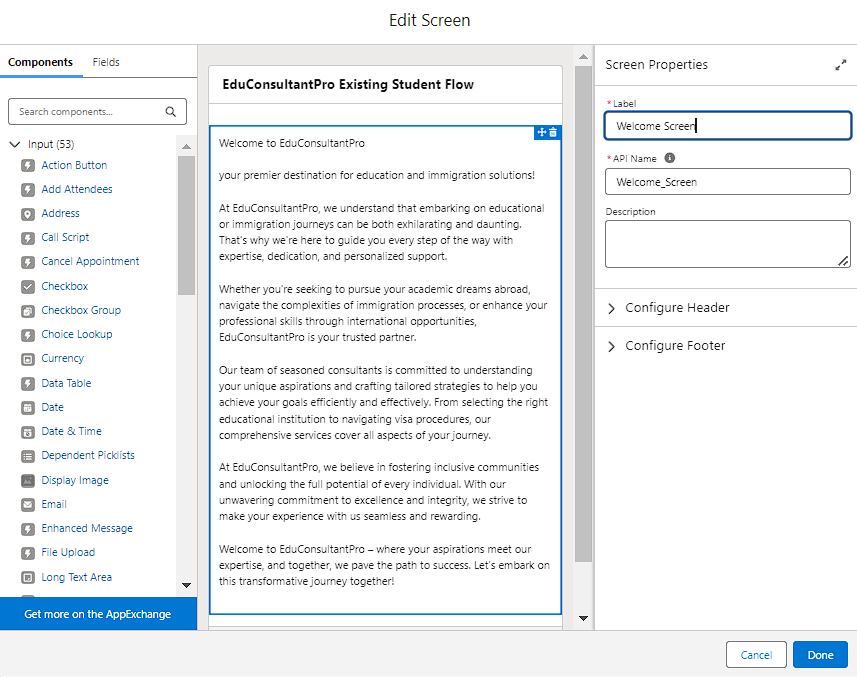 Edit Screen
Components
Fields
Search components...
Input (53)
Action Button
Add Attendees
Address
Call Script
Cancel Appointment
Checkbox
Checkbox Group
Choice Lookup
Currency
Data Table
Date
Date & Time
Dependent Picklists
Display Image
Email
Enhanced Message
File Upload
Long Text Area
Get more on the AppExchange
EduConsultantPro Existing Student Flow
Welcome to EduConsultantPro
your premier destination for education and immigration solutions!
At EduConsultantPro, we understand that embarking on educational
or immigration journeys can be both exhilarating and daunting.
That's why we're here to guide you every step of the way with
expertise, dedication, and personalized support.
Whether you're seeking to pursue your academic dreams abroad,
navigate the complexities of immigration processes, or enhance your
professional skills through international opportunities,
EduConsultantPro is your trusted partner.
Our team of seasoned consultants is committed to understanding
your unique aspirations and crafting tailored strategies to help you
achieve your goals efficiently and effectively. From selecting the right
educational institution to navigating visa procedures, our
comprehensive services cover all aspects of your journey.
At EduConsultantPro, we believe in fostering inclusive communities
and unlocking the full potential of every individual. With our
unwavering commitment to excellence and integrity, we strive to
make your experience with us seamless and rewarding.
Welcome to EduConsultantPro – where your aspirations meet our
expertise, and together, we pave the path to success. Let's embark on
this transformative journey together!
Screen Properties
* Label
Welcome Screen
* API Name
Welcome_Screen
Description
Configure Header
Configure Footer
Cancel
Done